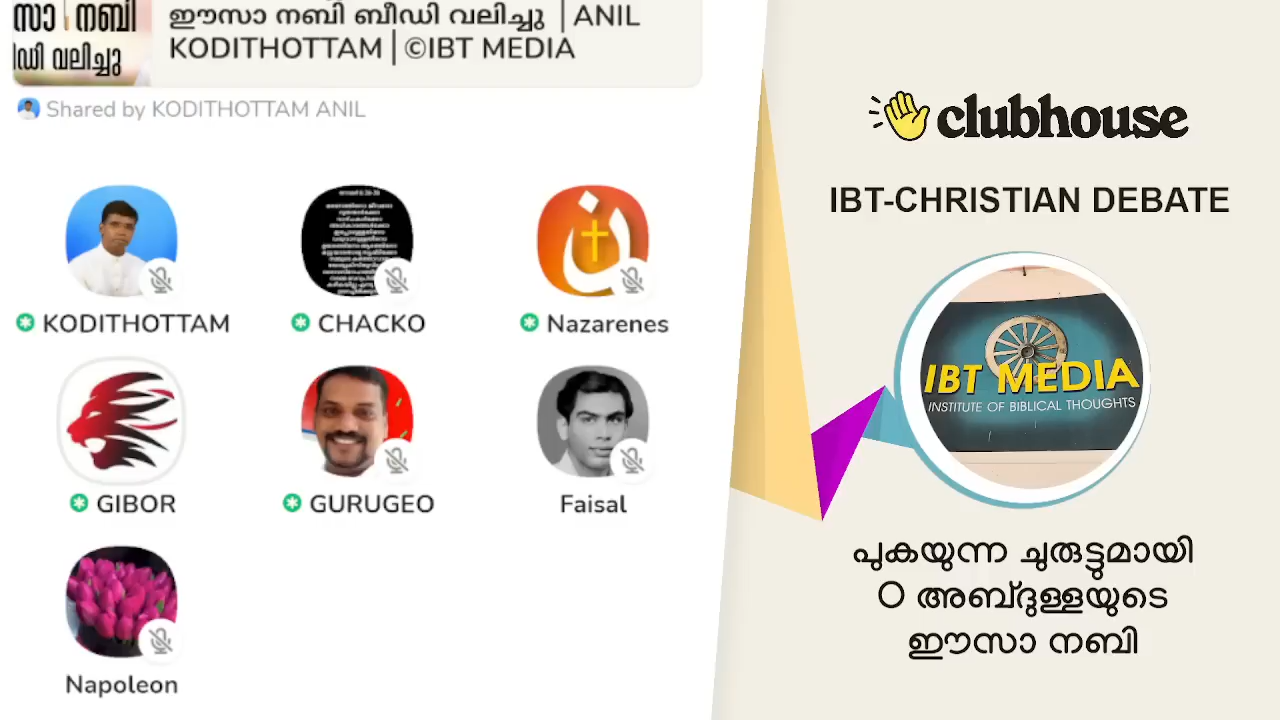 സാ നബി
ഡി വലിച്ചു
ഈസാ നബി ബീഡി വലിച്ചു | ANIL
KODITHOTTAM | ©IBT MEDIA
Shared by KODITHOTTAM ANIL
KODITHOTTAM
CHACKO
Nazarenes
GIBOR
GURUGEO
Faisal
Napoleon
clubhouse
IBT-CHRISTIAN DEBATE
IBT MEDIA
INSTITUTE OF BIBLICAL THOUGHTS
പുകയുന്ന ചുരുട്ടുമായി
O അബ്ദുള്ളയുടെ
ഈസാ നബി